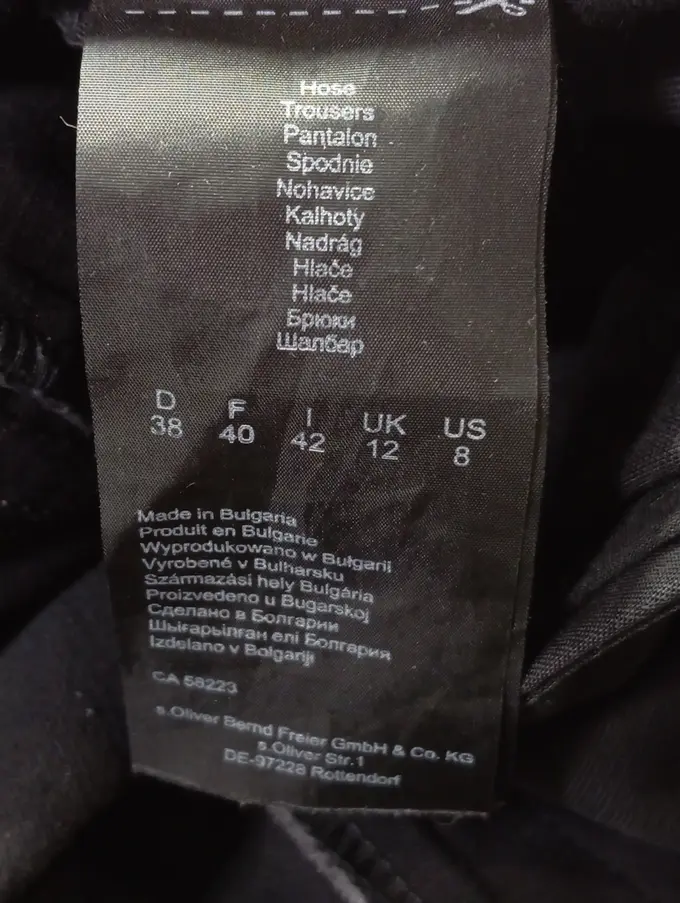 Hose
Trousers
Pantalon
Spodnie
Nohavice
Kalhoty
Nadrág
Hlače
Hlače
Брюки
Шалбар
D F I UK US
38 40 42 12 8
Made in Bulgaria
Produit en Bulgarie
Wyprodukowano w Bułgarii
Vyrobené v Bulharsku
Származási hely Bulgária
Proizvedeno u Bugarskoj
Сделано в Болгарии
Шығарылған елі Болгария
Izdelano v Bolgariji
CA 58223
s.Oliver Bernd Freier GmbH & Co. KG
s.Oliver Str.1
DE-97228 Rottendorf